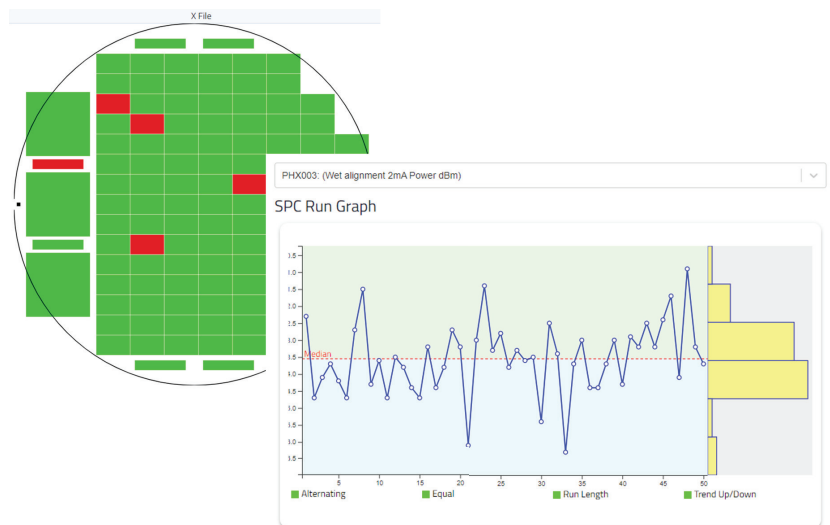 X File
PHX003: (Wet alignment 2mA Power dBm)
SPC Run Graph
Median
5 10 15 20 25 30 35 40 45 50
Alternating Equal Run Length Trend Up/Down